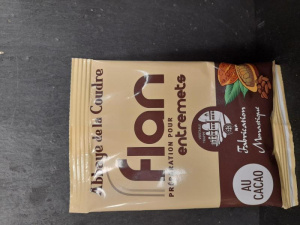 Abbaye de la Coudre
flan
PRÉPARATION POUR
entremets
Fabrication
Monastique
AU
CACAO